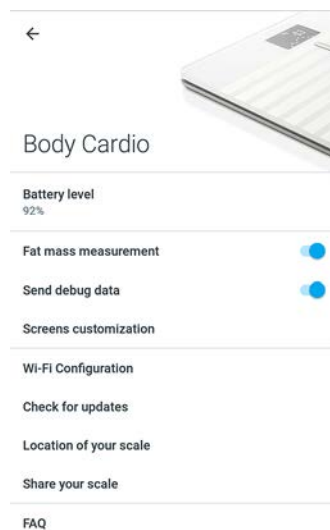 Body Cardio
Battery level
92%
Fat mass measurement
Send debug data
Screens customization
Wi-Fi Configuration
Check for updates
Location of your scale
Share your scale
FAQ